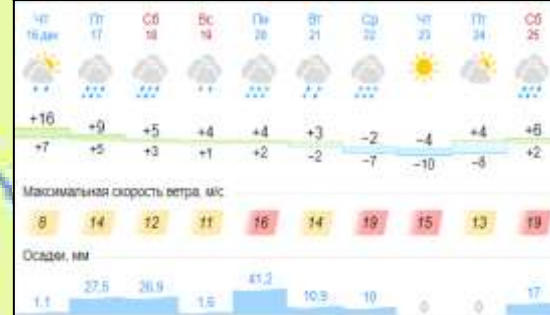 Чт Пт Сб Вс Пн Вт Ср Чт Пт Сб
16 дек 17 18 19 20 21 22 23 24 25
+16 +9 +5 +4 +4 +3 −2 −4 +4 +6
+7 +5 +3 +1 +2 −2 −7 −10 −8 +2
Максимальная скорость ветра, м/с
8 14 12 11 16 14 19 15 13 19
Осадки, мм
1.1 27,5 26,9 1,6 41,2 10,9 10 0 0 17